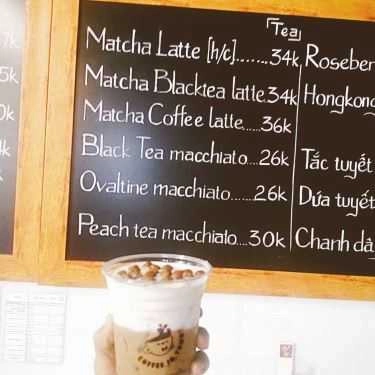 「Tea」
Matcha Latte [h/c].......34k
Matcha Blacktea latte.34k
Matcha Coffee latte.....36k
Black Tea macchiato...26k
Ovaltine macchiato.....26k
Peach tea macchiato....30k
Roseber
Hongkong
Tắc tuyết
Dứa tuyết
Chanh dâ
5k
0k